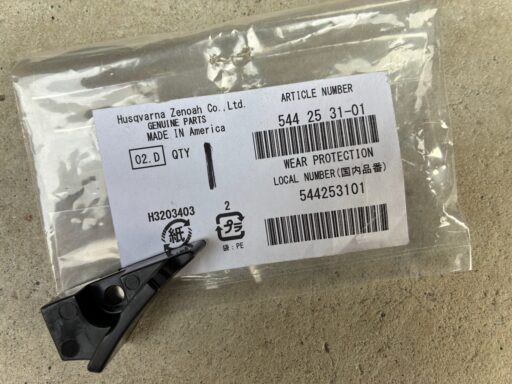 Husqvarna Zenoah Co., Ltd.
GENUINE PARTS
MADE IN America
02.D QTY
H3203403
紙
2
プラ
袋:PE
ARTICLE NUMBER
544 25 31-01
WEAR PROTECTION
LOCAL NUMBER(国内品番)
544253101